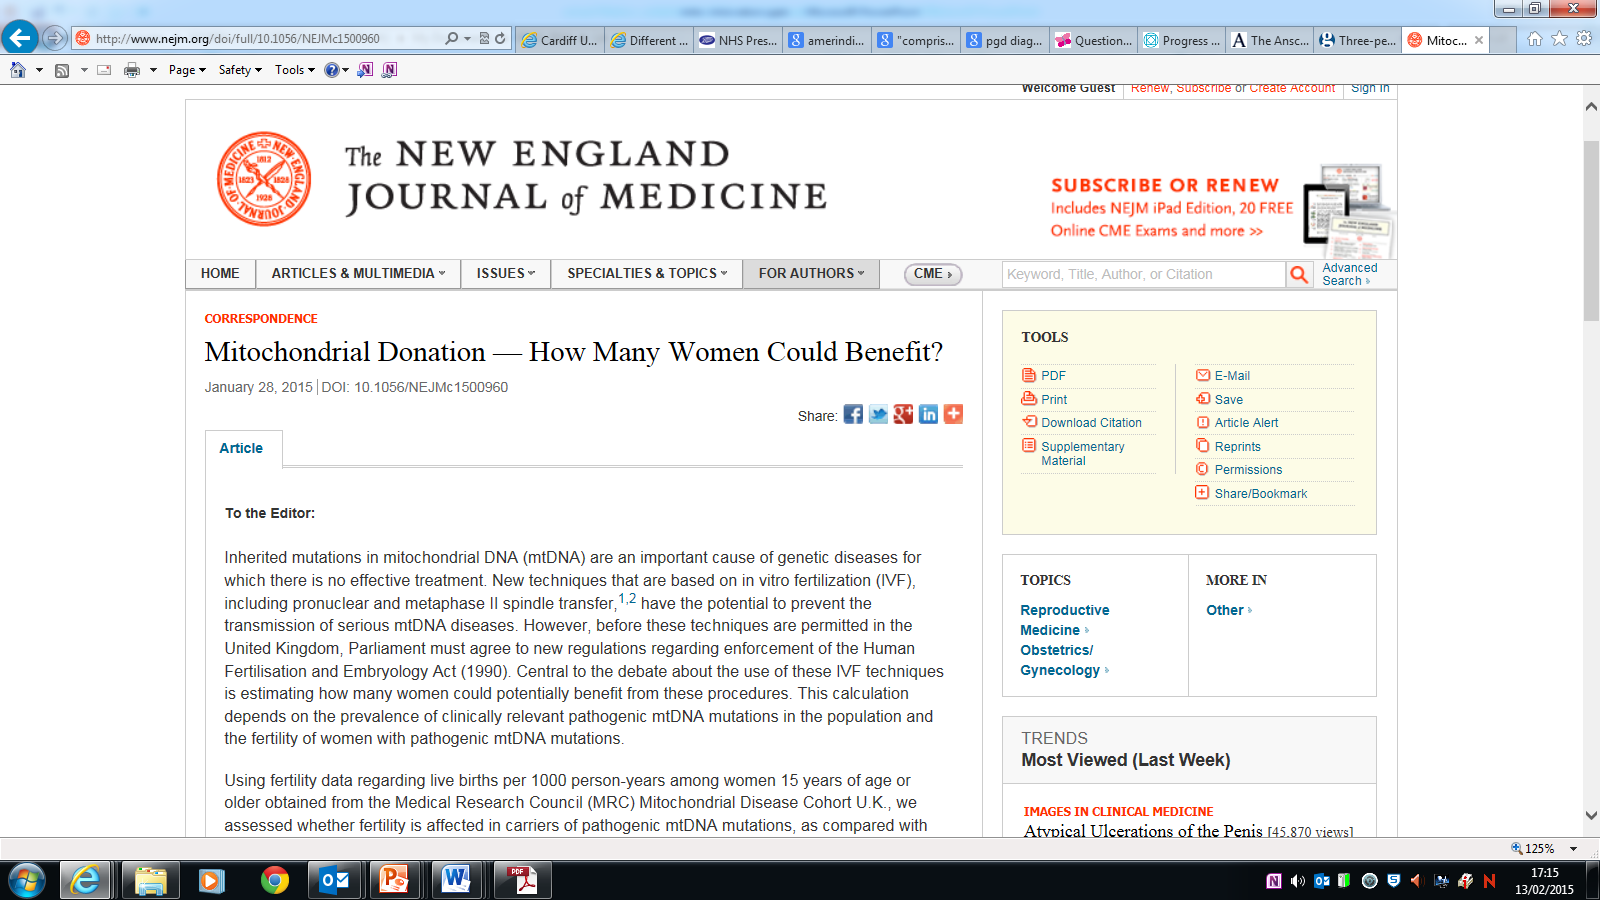 http://www.nejm.org/doi/full/10.1056/NEJMc1500960
Cardiff U... Different ... NHS Pres... amerindi... "compris... pgd diag... Question... Progress ... The Ansc... Three-pe... Mitoc...
Page Safety Tools
Welcome Guest Renew, Subscribe or Create Account Sign In
The NEW ENGLAND
JOURNAL of MEDICINE
SUBSCRIBE OR RENEW
Includes NEJM iPad Edition, 20 FREE
Online CME Exams and more >>
HOME ARTICLES & MULTIMEDIA ISSUES SPECIALTIES & TOPICS FOR AUTHORS CME Keyword, Title, Author, or Citation Advanced
Search
CORRESPONDENCE
Mitochondrial Donation — How Many Women Could Benefit?
January 28, 2015 | DOI: 10.1056/NEJMc1500960
Share:
Article
To the Editor:
Inherited mutations in mitochondrial DNA (mtDNA) are an important cause of genetic diseases for
which there is no effective treatment. New techniques that are based on in vitro fertilization (IVF),
including pronuclear and metaphase II spindle transfer,1,2 have the potential to prevent the
transmission of serious mtDNA diseases. However, before these techniques are permitted in the
United Kingdom, Parliament must agree to new regulations regarding enforcement of the Human
Fertilisation and Embryology Act (1990). Central to the debate about the use of these IVF techniques
is estimating how many women could potentially benefit from these procedures. This calculation
depends on the prevalence of clinically relevant pathogenic mtDNA mutations in the population and
the fertility of women with pathogenic mtDNA mutations.
Using fertility data regarding live births per 1000 person-years among women 15 years of age or
older obtained from the Medical Research Council (MRC) Mitochondrial Disease Cohort U.K., we
assessed whether fertility is affected in carriers of pathogenic mtDNA mutations, as compared with
TOOLS
PDF
Print
Download Citation
Supplementary
Material
E-Mail
Save
Article Alert
Reprints
Permissions
Share/Bookmark
TOPICS
Reproductive
Medicine
Obstetrics/
Gynecology
MORE IN
Other
TRENDS
Most Viewed (Last Week)
IMAGES IN CLINICAL MEDICINE
Atypical Ulcerations of the Penis [45,870 views]
125%
17:15
13/02/2015